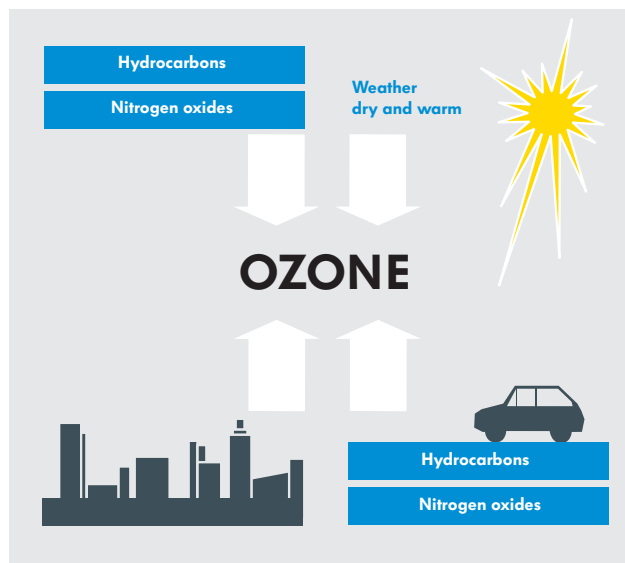 Hydrocarbons
Nitrogen oxides
Weather
dry and warm
OZONE
Hydrocarbons
Nitrogen oxides